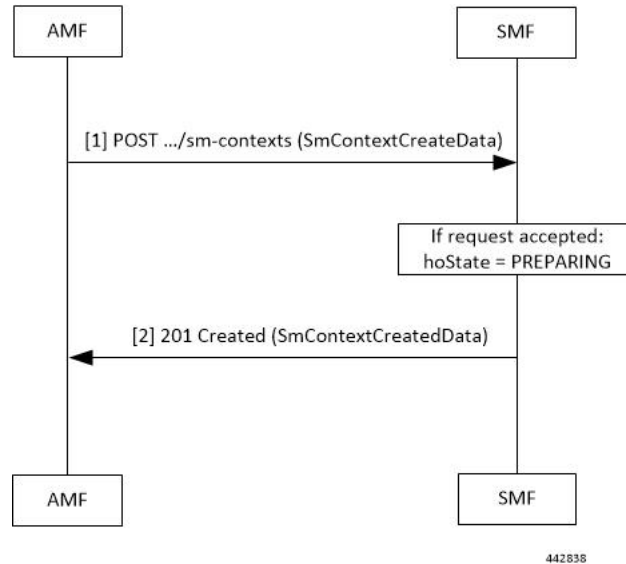 AMF
SMF
[1] POST .../sm-contexts (SmContextCreateData)
If request accepted:
hoState = PREPARING
[2] 201 Created (SmContextCreatedData)
AMF
SMF
442838